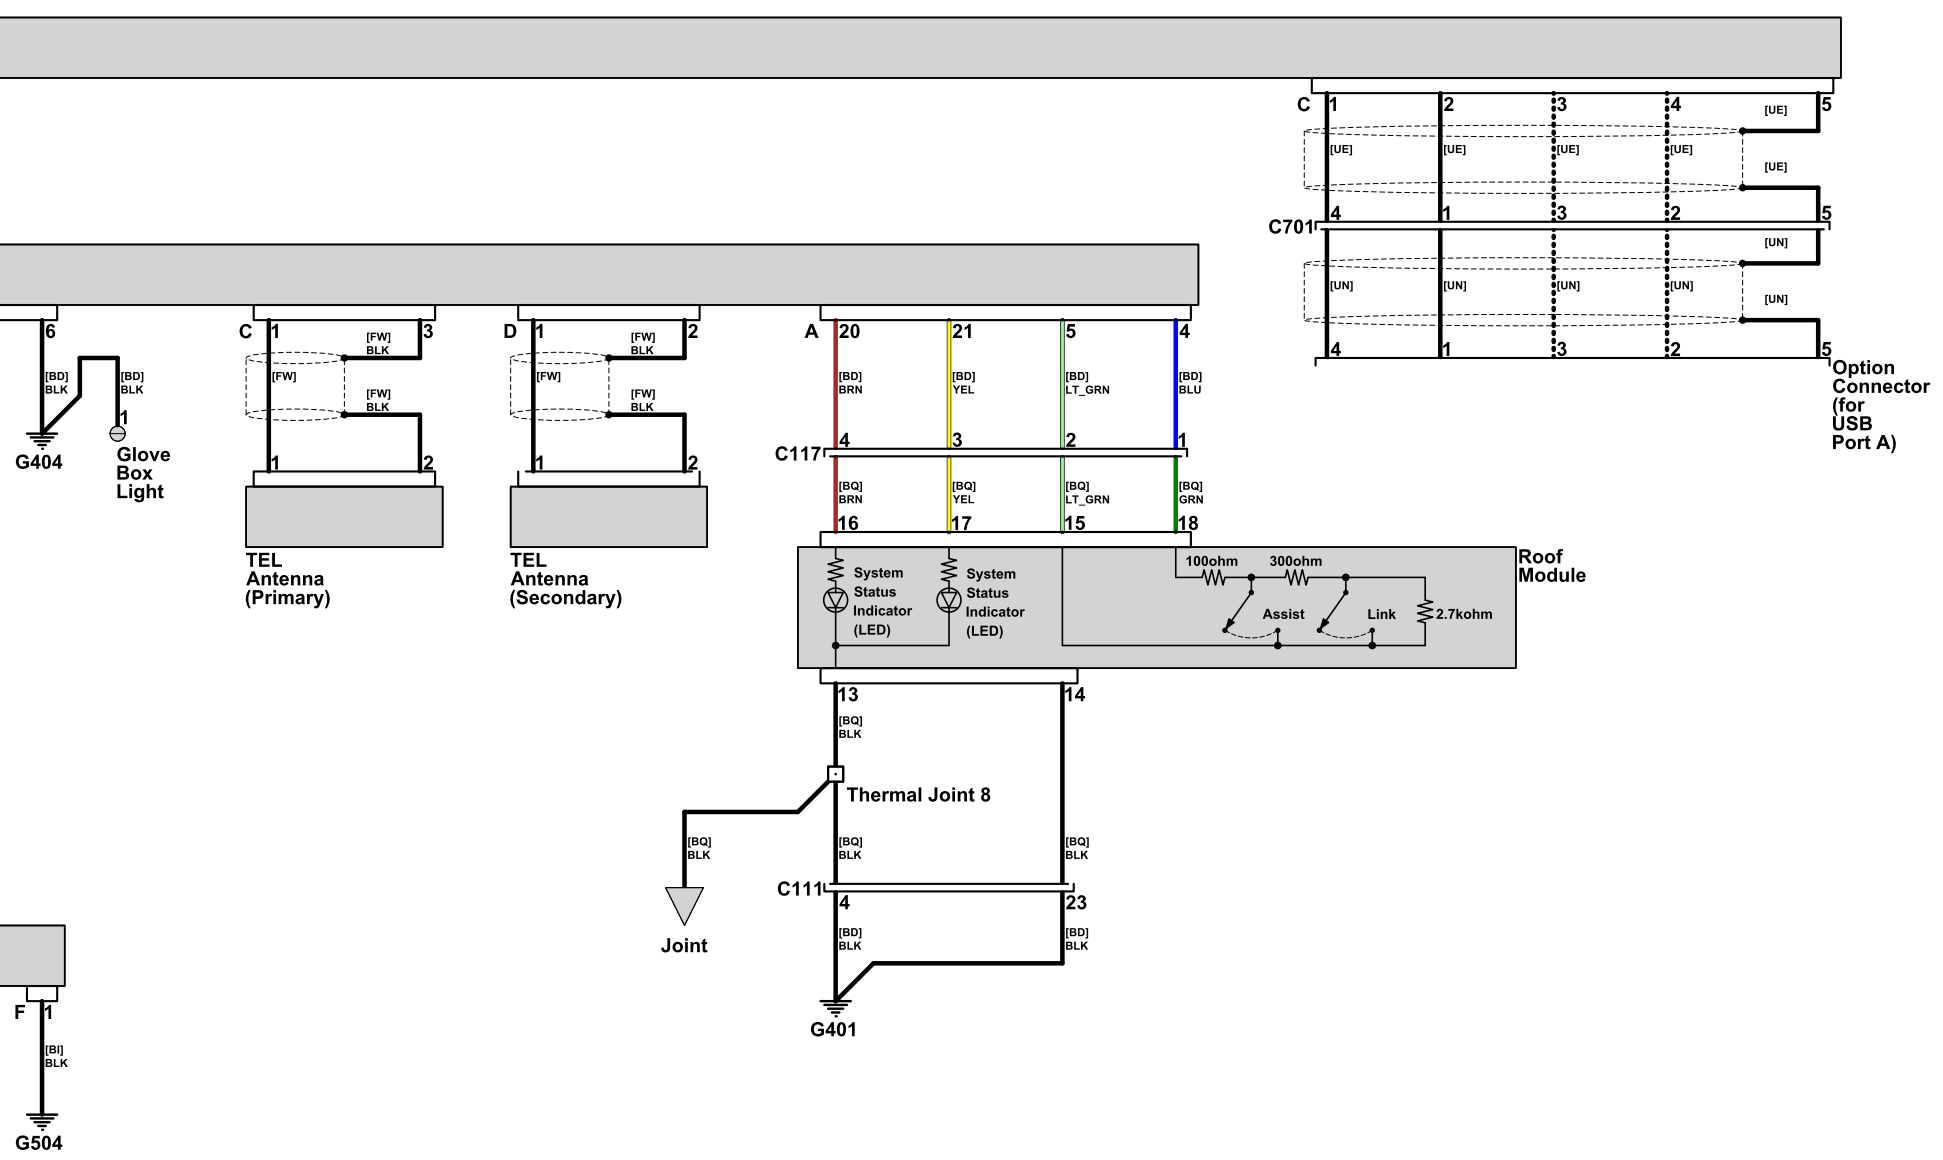 C 1 2 3 4 [UE] 5
[UE] [UE] [UE] [UE]
[UE]
4 1 3 2 5
C701
[UN]
[UN] [UN] [UN] [UN]
[UN]
4 1 3 2 5
Option
Connector
(for
USB
Port A)
6
[BD]
BLK
[BD]
BLK
1
G404
Glove
Box
Light
C 1 3
[FW]
BLK
[FW]
[FW]
BLK
1 2
TEL
Antenna
(Primary)
D 1 2
[FW]
BLK
[FW]
[FW]
BLK
1 2
TEL
Antenna
(Secondary)
A 20 21 5 4
[BD] [BD] [BD] [BD]
BRN YEL LT_GRN BLU
4 3 2 1
C117
[BQ] [BQ] [BQ] [BQ]
BRN YEL LT_GRN GRN
16 17 15 18
Roof
Module
System
Status
Indicator
(LED)
System
Status
Indicator
(LED)
100ohm 300ohm
Assist Link 2.7kohm
13 14
[BQ]
BLK
Thermal Joint 8
[BQ] [BQ] [BQ]
BLK BLK BLK
C111
4 23
Joint
[BD] [BD]
BLK BLK
G401
F 1
[BI]
BLK
G504